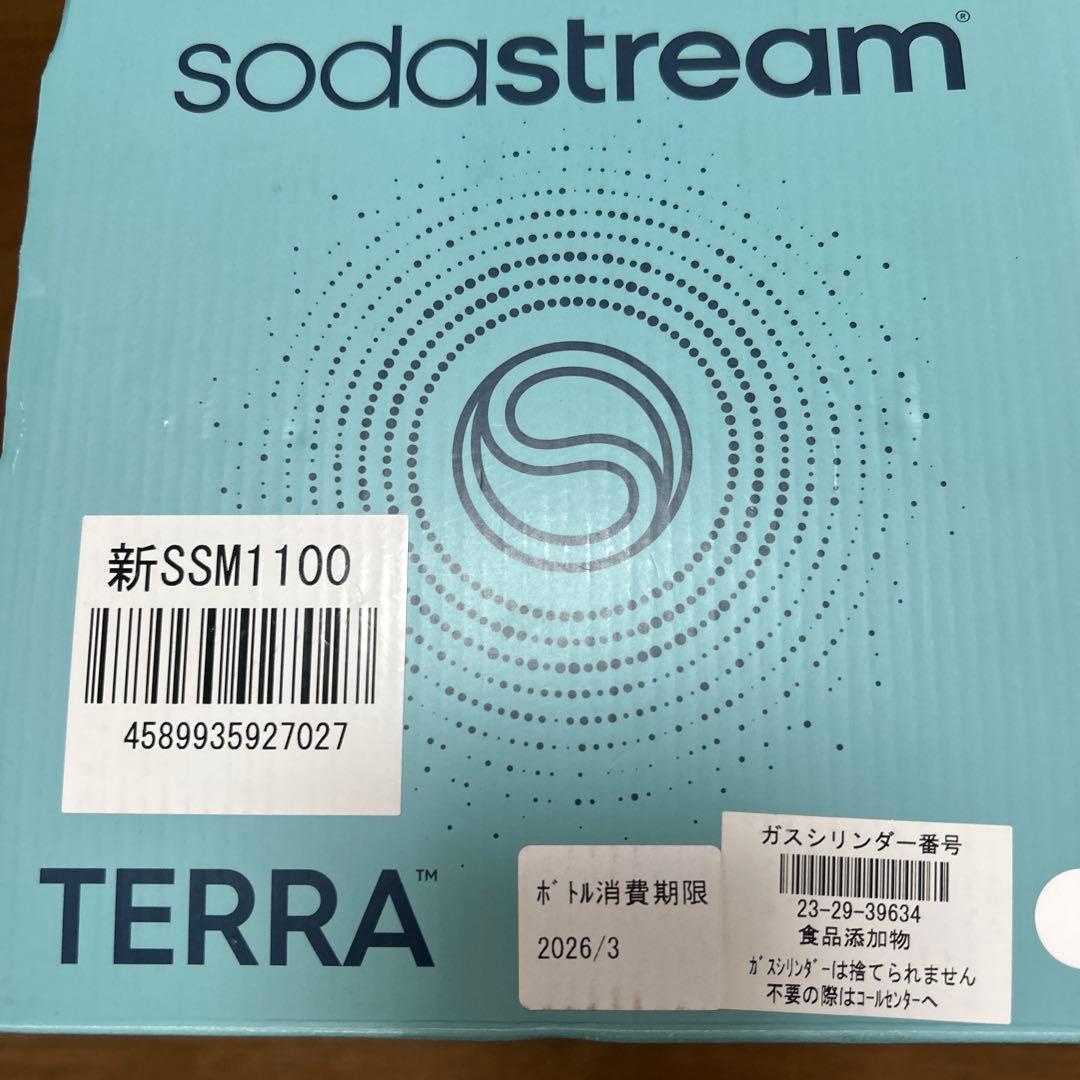 sodastream®
新SSM1100
4589935927027
TERRA™
ﾎﾞﾄﾙ消費期限
2026/3
ガスシリンダー番号
23-29-39634
食品添加物
ｶﾞｽｼﾘﾝﾀﾞｰは捨てられません
不要の際はｺｰﾙｾﾝﾀｰへ